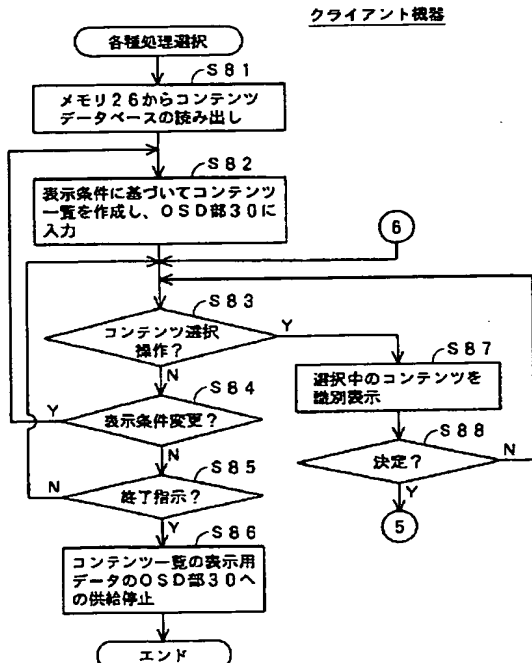 クライアント機器
各種処理選択
S81
メモリ26からコンテンツ
データベースの読み出し
S82
表示条件に基づいてコンテンツ
一覧を作成し、OSD部30に
入力
6
S83
コンテンツ選択
操作?
Y
N
S87
選択中のコンテンツを
識別表示
S84
表示条件変更?
Y
N
S88
決定?
N
Y
5
S85
終了指示?
N
Y
S86
コンテンツ一覧の表示用
データのOSD部30へ
の供給停止
エンド